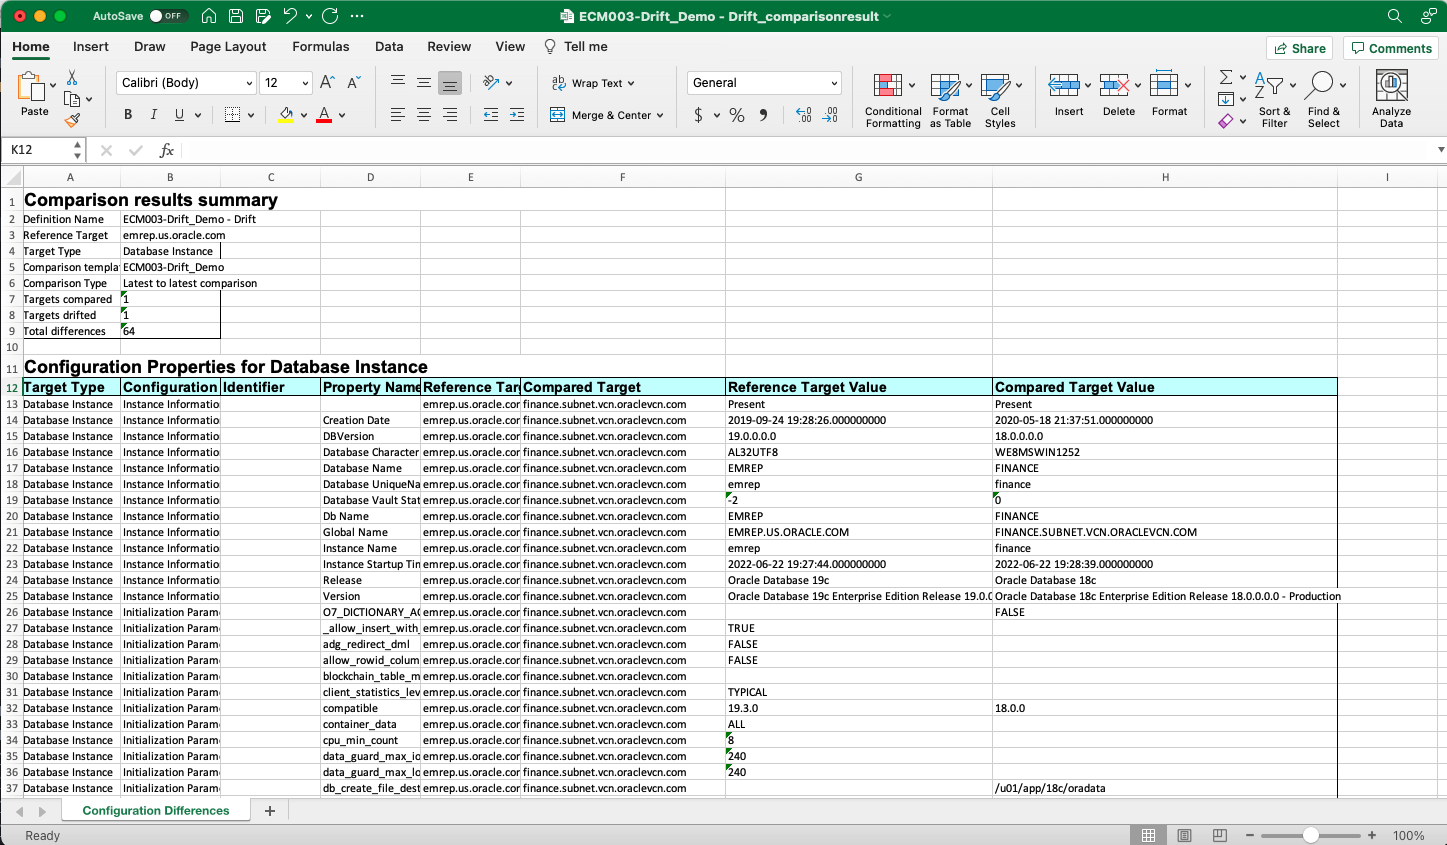 AutoSave OFF ECM003-Drift_Demo - Drift_comparisonresult
Home Insert Draw Page Layout Formulas Data Review View Tell me Share Comments
Calibri (Body) 12 Wrap Text General
Paste B I U Merge & Center $ % Conditional Formatting Format as Table Cell Styles Insert Delete Format Sort & Filter Find & Select Analyze Data
K12 fx
A B C D E F G H I
1 Comparison results summary
2 Definition Name ECM003-Drift_Demo - Drift
3 Reference Target emrep.us.oracle.com
4 Target Type Database Instance
5 Comparison templa ECM003-Drift_Demo
6 Comparison Type Latest to latest comparison
7 Targets compared 1
8 Targets drifted 1
9 Total differences 64
10
11 Configuration Properties for Database Instance
12 Target Type Configuration Identifier Property Name Reference Tar Compared Target Reference Target Value Compared Target Value
13 Database Instance Instance Informatio emrep.us.oracle.cor finance.subnet.vcn.oraclevcn.com Present Present
14 Database Instance Instance Informatio Creation Date emrep.us.oracle.cor finance.subnet.vcn.oraclevcn.com 2019-09-24 19:28:26.000000000 2020-05-18 21:37:51.000000000
15 Database Instance Instance Informatio DBVersion emrep.us.oracle.cor finance.subnet.vcn.oraclevcn.com 19.0.0.0.0 18.0.0.0.0
16 Database Instance Instance Informatio Database Character emrep.us.oracle.cor finance.subnet.vcn.oraclevcn.com AL32UTF8 WE8MSWIN1252
17 Database Instance Instance Informatio Database Name emrep.us.oracle.cor finance.subnet.vcn.oraclevcn.com EMREP FINANCE
18 Database Instance Instance Informatio Database UniqueNa emrep.us.oracle.cor finance.subnet.vcn.oraclevcn.com emrep finance
19 Database Instance Instance Informatio Database Vault Stat emrep.us.oracle.cor finance.subnet.vcn.oraclevcn.com -2 0
20 Database Instance Instance Informatio Db Name emrep.us.oracle.cor finance.subnet.vcn.oraclevcn.com EMREP FINANCE
21 Database Instance Instance Informatio Global Name emrep.us.oracle.cor finance.subnet.vcn.oraclevcn.com EMREP.US.ORACLE.COM FINANCE.SUBNET.VCN.ORACLEVCN.COM
22 Database Instance Instance Informatio Instance Name emrep.us.oracle.cor finance.subnet.vcn.oraclevcn.com emrep finance
23 Database Instance Instance Informatio Instance Startup Tin emrep.us.oracle.cor finance.subnet.vcn.oraclevcn.com 2022-06-22 19:27:44.000000000 2022-06-22 19:28:39.000000000
24 Database Instance Instance Informatio Release emrep.us.oracle.cor finance.subnet.vcn.oraclevcn.com Oracle Database 19c Oracle Database 18c
25 Database Instance Instance Informatio Version emrep.us.oracle.cor finance.subnet.vcn.oraclevcn.com Oracle Database 19c Enterprise Edition Release 19.0.0 Oracle Database 18c Enterprise Edition Release 18.0.0.0.0 - Production
26 Database Instance Initialization Param O7_DICTIONARY_AC emrep.us.oracle.cor finance.subnet.vcn.oraclevcn.com FALSE
27 Database Instance Initialization Param _allow_insert_with_ emrep.us.oracle.cor finance.subnet.vcn.oraclevcn.com TRUE
28 Database Instance Initialization Param adg_redirect_dml emrep.us.oracle.cor finance.subnet.vcn.oraclevcn.com FALSE
29 Database Instance Initialization Param allow_rowid_colum emrep.us.oracle.cor finance.subnet.vcn.oraclevcn.com FALSE
30 Database Instance Initialization Param blockchain_table_m emrep.us.oracle.cor finance.subnet.vcn.oraclevcn.com
31 Database Instance Initialization Param client_statistics_lev emrep.us.oracle.cor finance.subnet.vcn.oraclevcn.com TYPICAL
32 Database Instance Initialization Param compatible emrep.us.oracle.cor finance.subnet.vcn.oraclevcn.com 19.3.0 18.0.0
33 Database Instance Initialization Param container_data emrep.us.oracle.cor finance.subnet.vcn.oraclevcn.com ALL
34 Database Instance Initialization Param cpu_min_count emrep.us.oracle.cor finance.subnet.vcn.oraclevcn.com 8
35 Database Instance Initialization Param data_guard_max_io emrep.us.oracle.cor finance.subnet.vcn.oraclevcn.com 240
36 Database Instance Initialization Param data_guard_max_lo emrep.us.oracle.cor finance.subnet.vcn.oraclevcn.com 240
37 Database Instance Initialization Param db_create_file_dest emrep.us.oracle.cor finance.subnet.vcn.oraclevcn.com /u01/app/18c/oradata
Configuration Differences +
Ready 100%